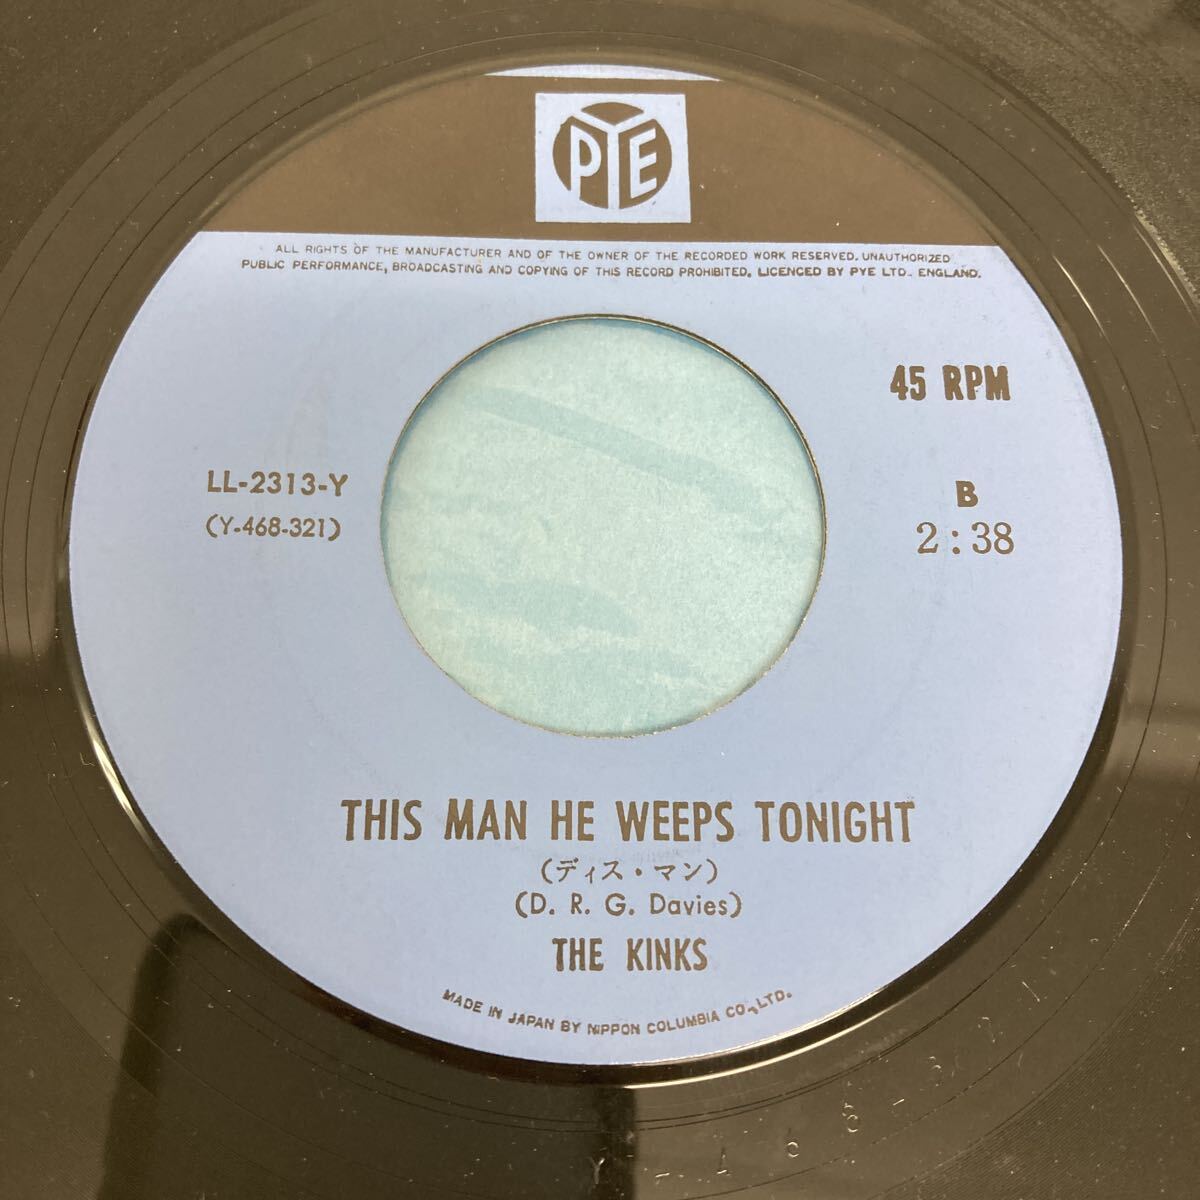 PYE
ALL RIGHTS OF THE MANUFACTURER AND OF THE OWNER OF THE RECORDED WORK RESERVED. UNAUTHORIZED
PUBLIC PERFORMANCE, BROADCASTING AND COPYING OF THIS RECORD PROHIBITED, LICENCED BY PYE LTD., ENGLAND.
45 RPM
LL-2313-Y
(Y-468-321)
B
2:38
THIS MAN HE WEEPS TONIGHT
(ディス・マン)
(D. R. G. Davies)
THE KINKS
MADE IN JAPAN BY NIPPON COLUMBIA CO., LTD.